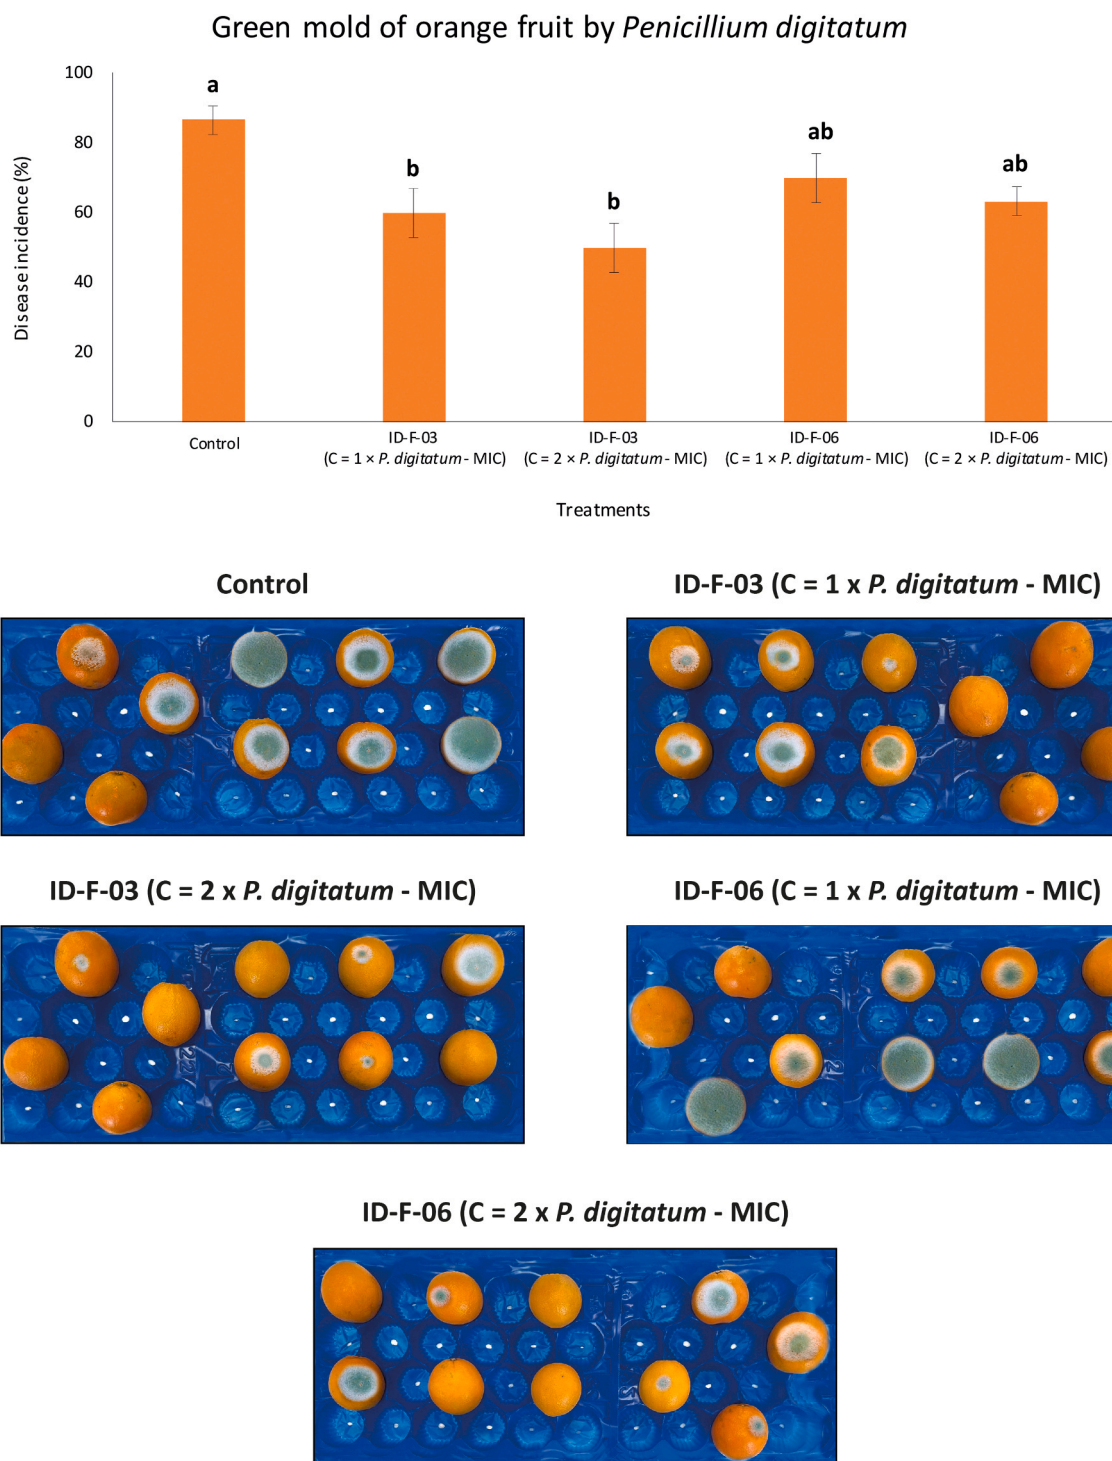 Green mold of orange fruit by Penicillium digitatum
100
80
60
40
20
0
Disease incidence (%)
a
b
b
ab
ab
Control
ID-F-03
(C = 1 × P. digitatum - MIC)
ID-F-03
(C = 2 × P. digitatum - MIC)
ID-F-06
(C = 1 × P. digitatum - MIC)
ID-F-06
(C = 2 × P. digitatum - MIC)
Treatments
Control
ID-F-03 (C = 1 x P. digitatum - MIC)
ID-F-03 (C = 2 x P. digitatum - MIC)
ID-F-06 (C = 1 x P. digitatum - MIC)
ID-F-06 (C = 2 x P. digitatum - MIC)